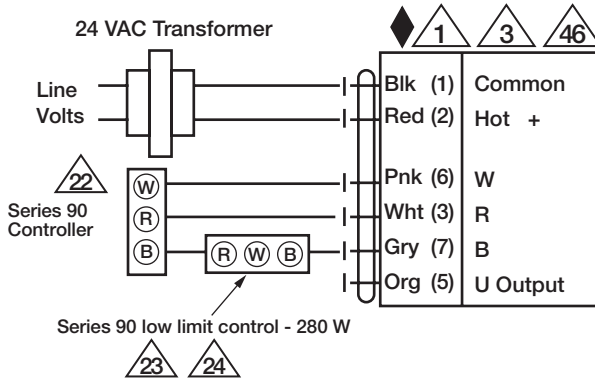 24 VAC Transformer
1 3 46
Line
Volts
Blk (1) Common
Red (2) Hot +
22
Series 90
Controller
W
R
B
R W B
Pnk (6) W
Wht (3) R
Gry (7) B
Org (5) U Output
Series 90 low limit control - 280 W
23 24